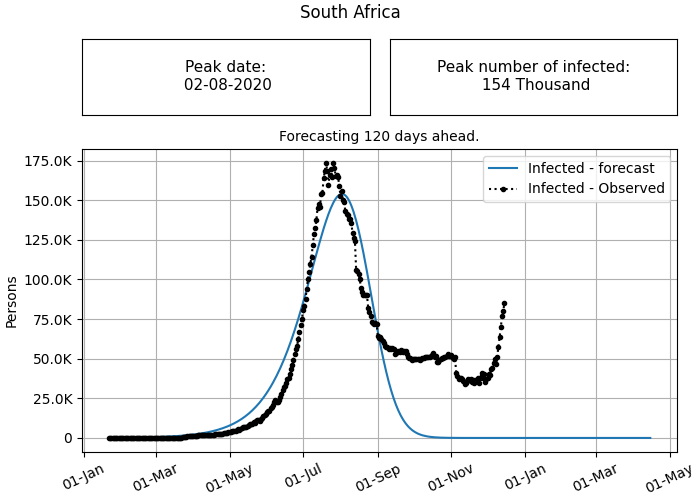 South Africa
Peak date:
02-08-2020
Peak number of infected:
154 Thousand
Forecasting 120 days ahead.
Infected - forecast
Infected - Observed
Persons
175.0K
150.0K
125.0K
100.0K
75.0K
50.0K
25.0K
0
01-Jan
01-Mar
01-May
01-Jul
01-Sep
01-Nov
01-Jan
01-Mar
01-May